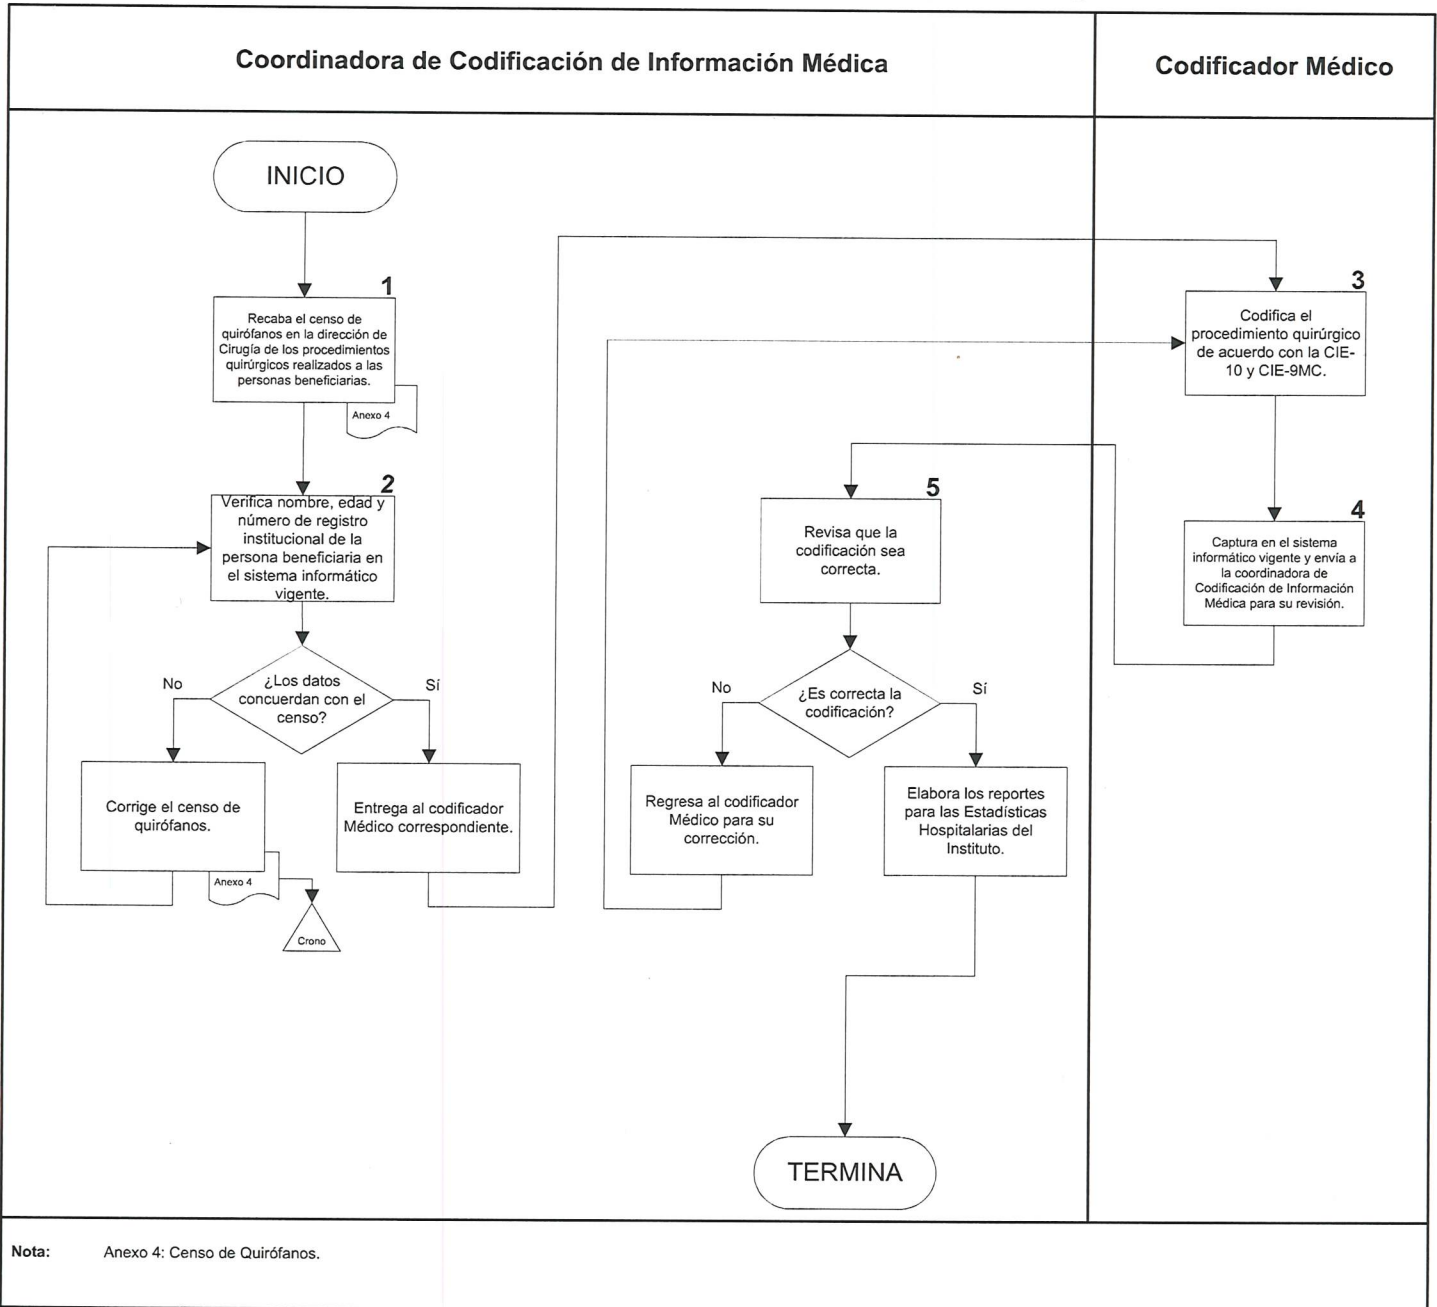 Coordinadora de Codificación de Información Médica
Codificador Médico
INICIO
1
Recaba el censo de
quirófanos en la dirección de
Cirugía de los procedimientos
quirúrgicos realizados a las
personas beneficiarias.
Anexo 4
2
Verifica nombre, edad y
número de registro
institucional de la
persona beneficiaria en
el sistema informático
vigente.
¿Los datos
concuerdan con el
censo?
No
Sí
Corrige el censo de
quirófanos.
Anexo 4
Crono
Entrega al codificador
Médico correspondiente.
3
Codifica el
procedimiento quirúrgico
de acuerdo con la CIE-
10 y CIE-9MC.
4
Captura en el sistema
informático vigente y envía a
la coordinadora de
Codificación de Información
Médica para su revisión.
5
Revisa que la
codificación sea
correcta.
¿Es correcta la
codificación?
No
Sí
Regresa al codificador
Médico para su
corrección.
Elabora los reportes
para las Estadísticas
Hospitalarias del
Instituto.
TERMINA
Nota: Anexo 4: Censo de Quirófanos.